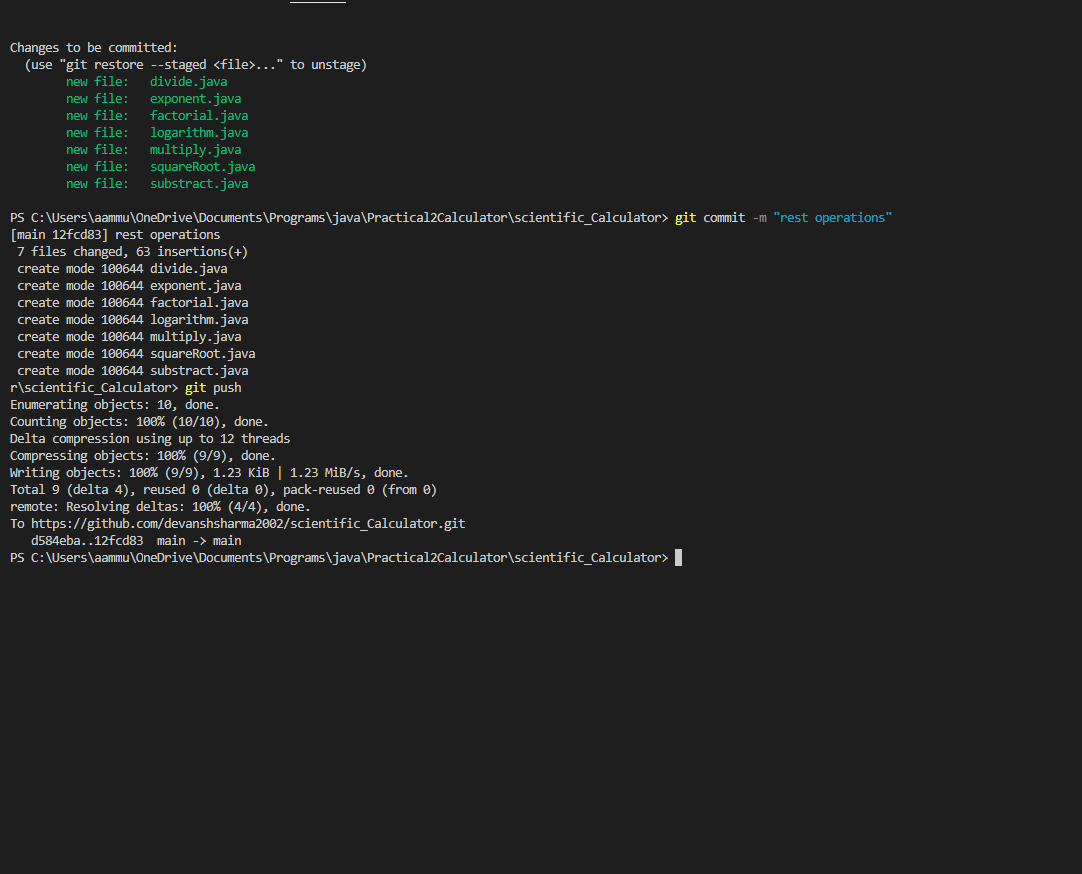 Changes to be committed:
  (use "git restore --staged <file>..." to unstage)
        new file:   divide.java
        new file:   exponent.java
        new file:   factorial.java
        new file:   logarithm.java
        new file:   multiply.java
        new file:   squareRoot.java
        new file:   substract.java
PS C:\Users\aammu\OneDrive\Documents\Programs\java\Practical2Calculator\scientific_Calculator> git commit -m "rest operations"
[main 12fcd83] rest operations
 7 files changed, 63 insertions(+)
 create mode 100644 divide.java
 create mode 100644 exponent.java
 create mode 100644 factorial.java
 create mode 100644 logarithm.java
 create mode 100644 multiply.java
 create mode 100644 squareRoot.java
 create mode 100644 substract.java
r\scientific_Calculator> git push
Enumerating objects: 10, done.
Counting objects: 100% (10/10), done.
Delta compression using up to 12 threads
Compressing objects: 100% (9/9), done.
Writing objects: 100% (9/9), 1.23 KiB | 1.23 MiB/s, done.
Total 9 (delta 4), reused 0 (delta 0), pack-reused 0 (from 0)
remote: Resolving deltas: 100% (4/4), done.
To https://github.com/devanshsharma2002/scientific_Calculator.git
   d584eba..12fcd83  main -> main
PS C:\Users\aammu\OneDrive\Documents\Programs\java\Practical2Calculator\scientific_Calculator>